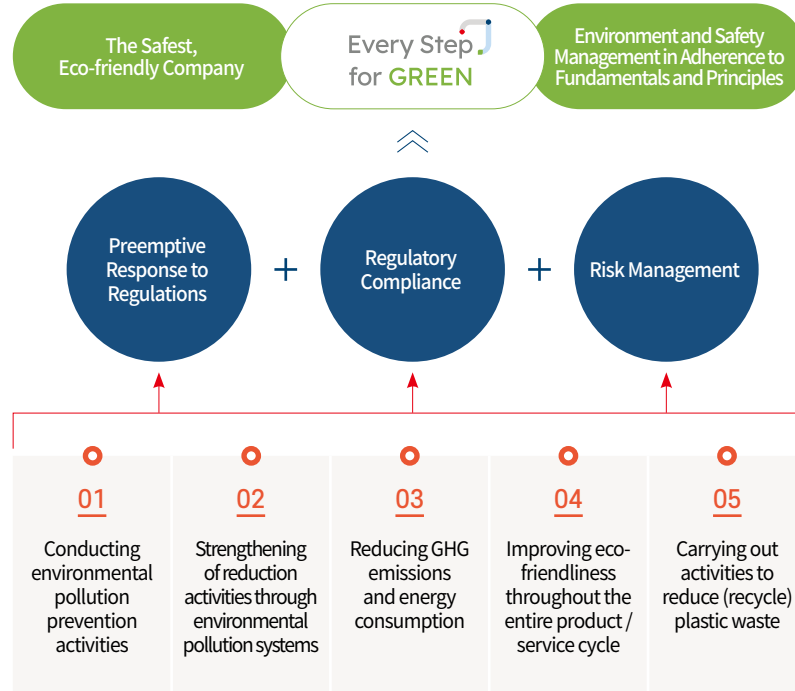 The Safest,
Eco-friendly Company
Every Step
for GREEN
Environment and Safety
Management in Adherence to
Fundamentals and Principles
Preemptive
Response to
Regulations
+
Regulatory
Compliance
+
Risk Management
01
Conducting
environmental
pollution
prevention
activities
02
Strengthening
of reduction
activities through
environmental
pollution systems
03
Reducing GHG
emissions
and energy
consumption
04
Improving eco-
friendliness
throughout the
entire product /
service cycle
05
Carrying out
activities to
reduce (recycle)
plastic waste